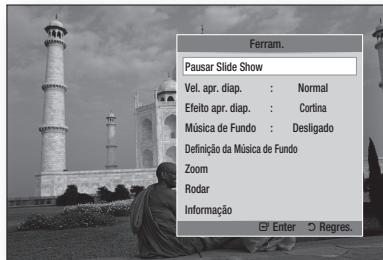 Ferram.
Pausar Slide Show
Vel. apr. diap. : Normal
Efeito apr. diap. : Cortina
Música de Fundo : Desligado
Definição da Música de Fundo
Zoom
Rodar
Informação
Enter Regres.